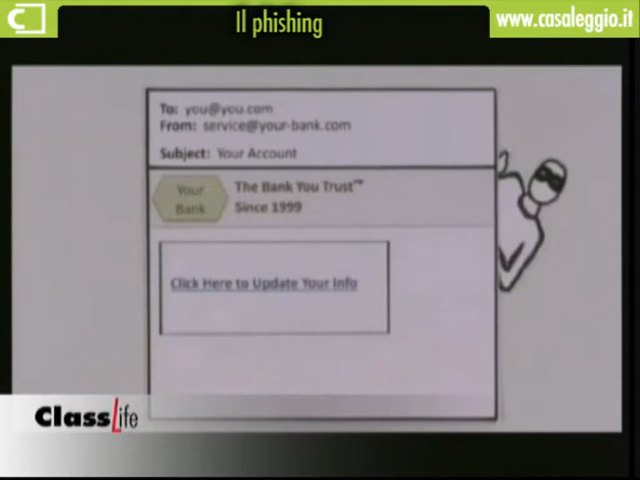 Il phishing
www.casaleggio.it
To: you@you.com
From: service@your-bank.com
Subject: Your Account
Your
Bank
The Bank You Trust™
Since 1999
Click Here to Update Your Info
ClassLife